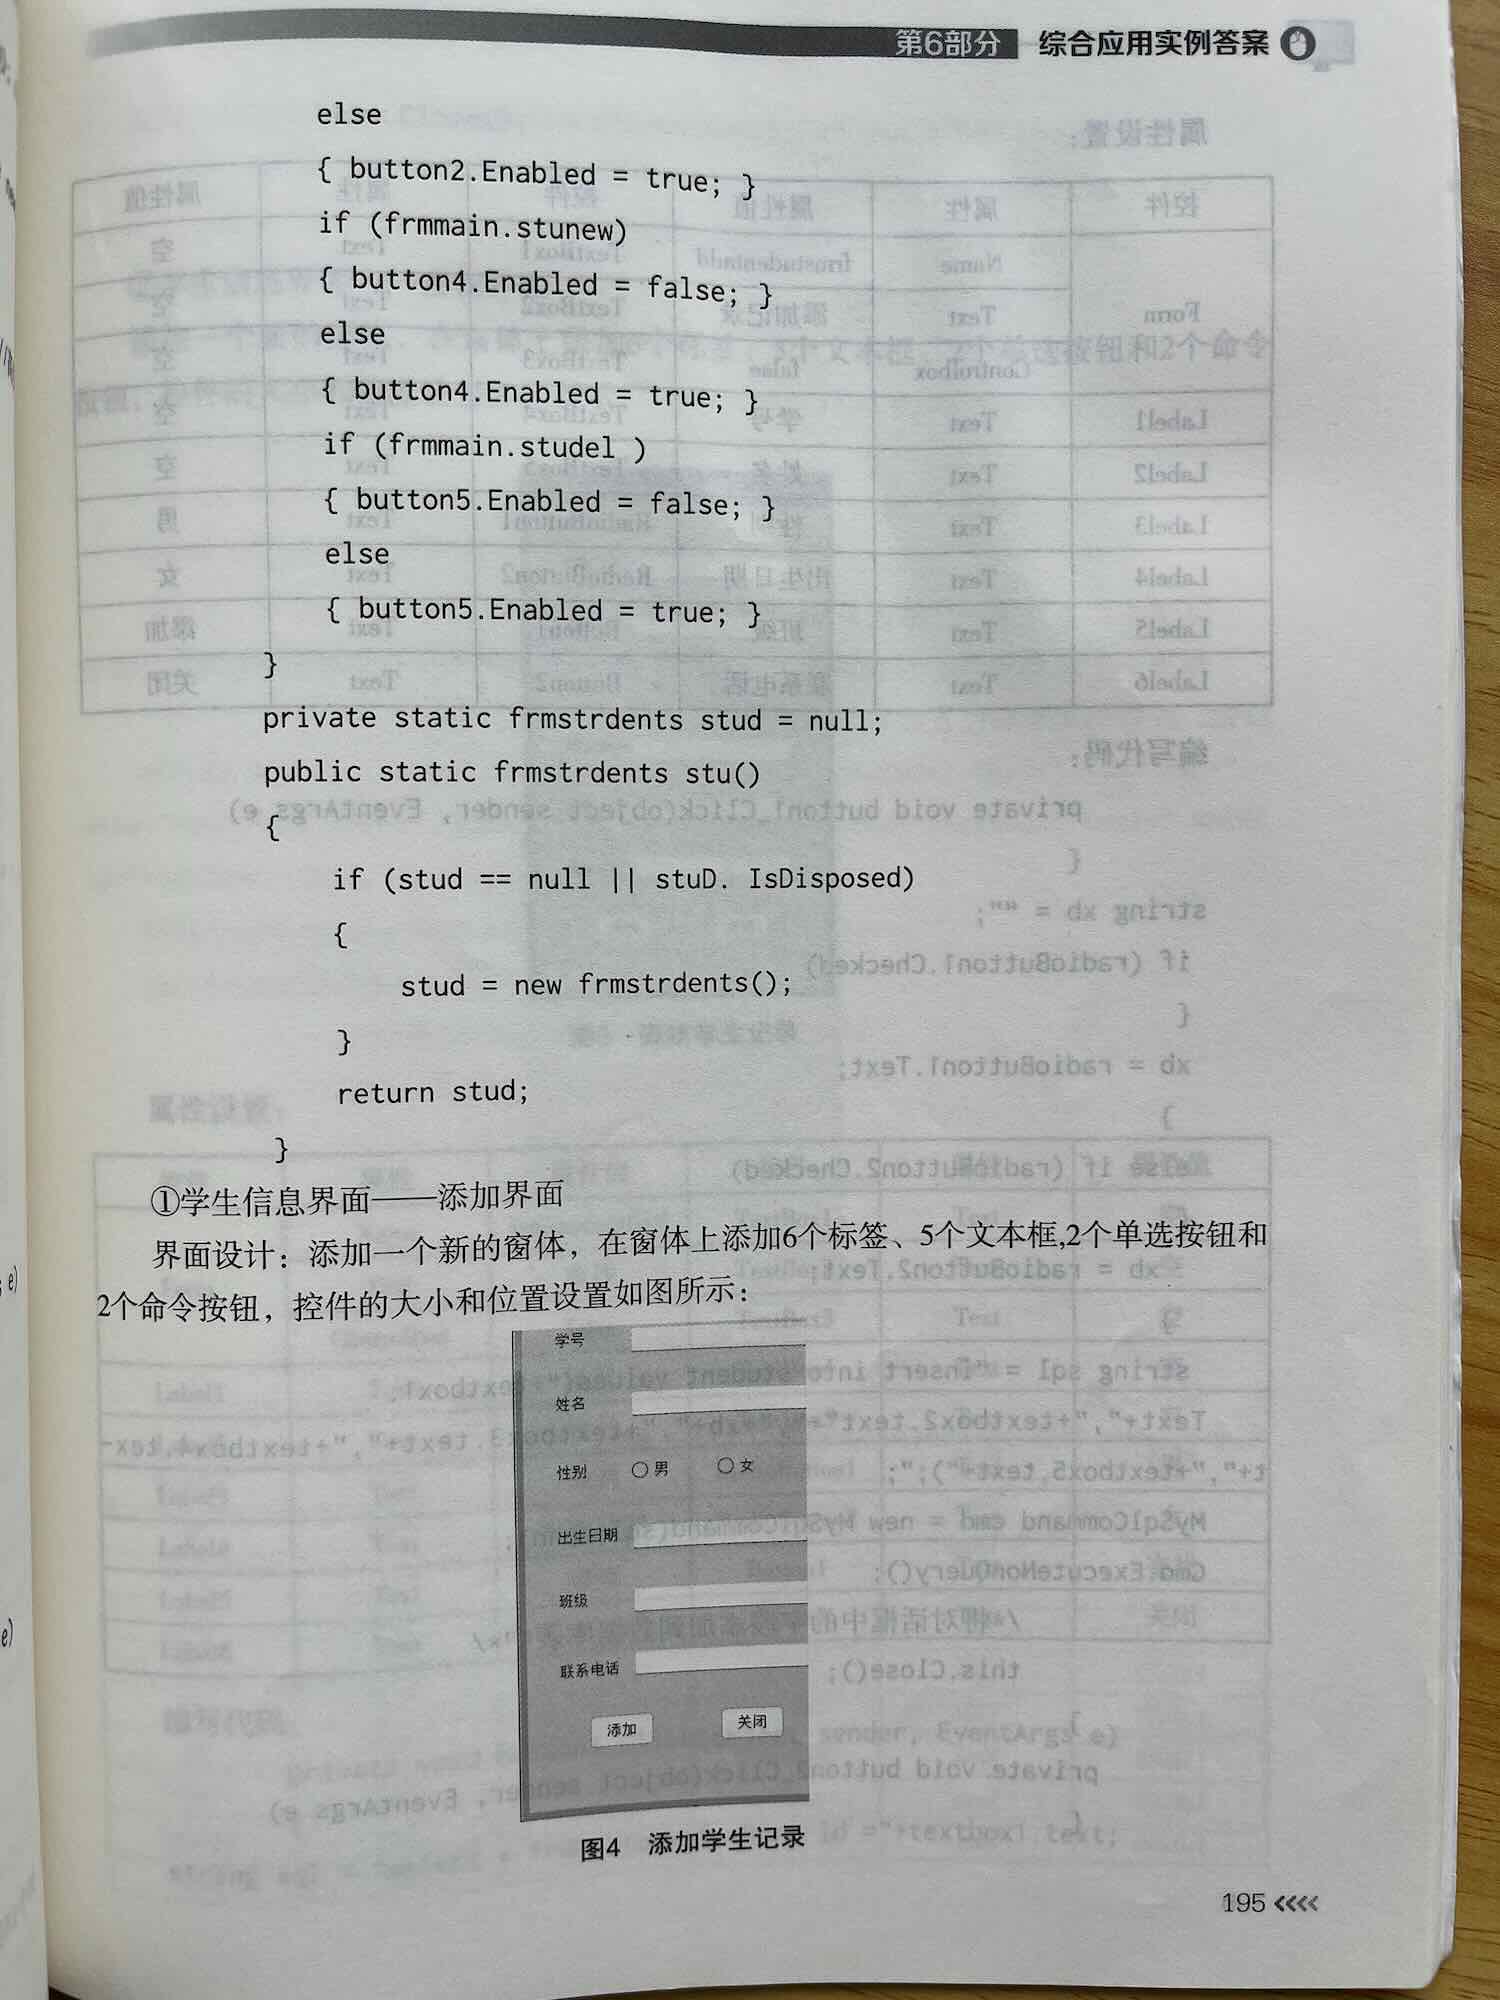 第6部分 综合应用实例答案
else
{ button2.Enabled = true; }
if (frmmain.stunew)
{ button4.Enabled = false; }
else
{ button4.Enabled = true; }
if (frmmain.studel )
{ button5.Enabled = false; }
else
{ button5.Enabled = true; }
}
private static frmstrdents stud = null;
public static frmstrdents stu()
{
if (stud == null || stuD. IsDisposed)
{
stud = new frmstrdents();
}
return stud;
}
①学生信息界面——添加界面
界面设计：添加一个新的窗体，在窗体上添加6个标签、5个文本框,2个单选按钮和
2个命令按钮，控件的大小和位置设置如图所示：
学号
姓名
性别 男 女
出生日期
班级
联系电话
添加 关闭
图4 添加学生记录
195